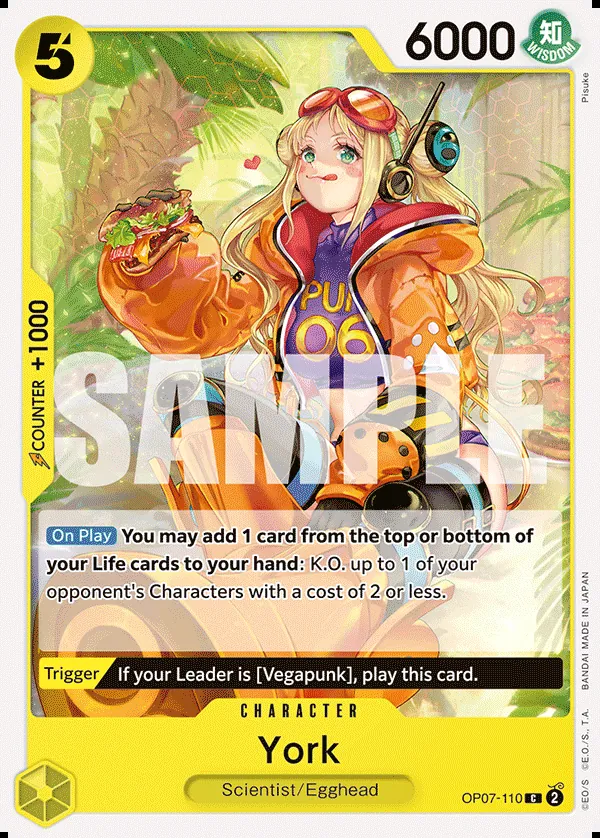 5
6000
知
WISDOM
Pisuke
6
PUN
06
COUNTER +1000
SAMPLE
On Play You may add 1 card from the top or bottom of
your Life cards to your hand: K.O. up to 1 of your
opponent's Characters with a cost of 2 or less.
Trigger If your Leader is [Vegapunk], play this card.
CHARACTER
York
Scientist/Egghead
OP07-110 C 2
©EO/S ©E.O./S., T.A. BANDAI MADE IN JAPAN